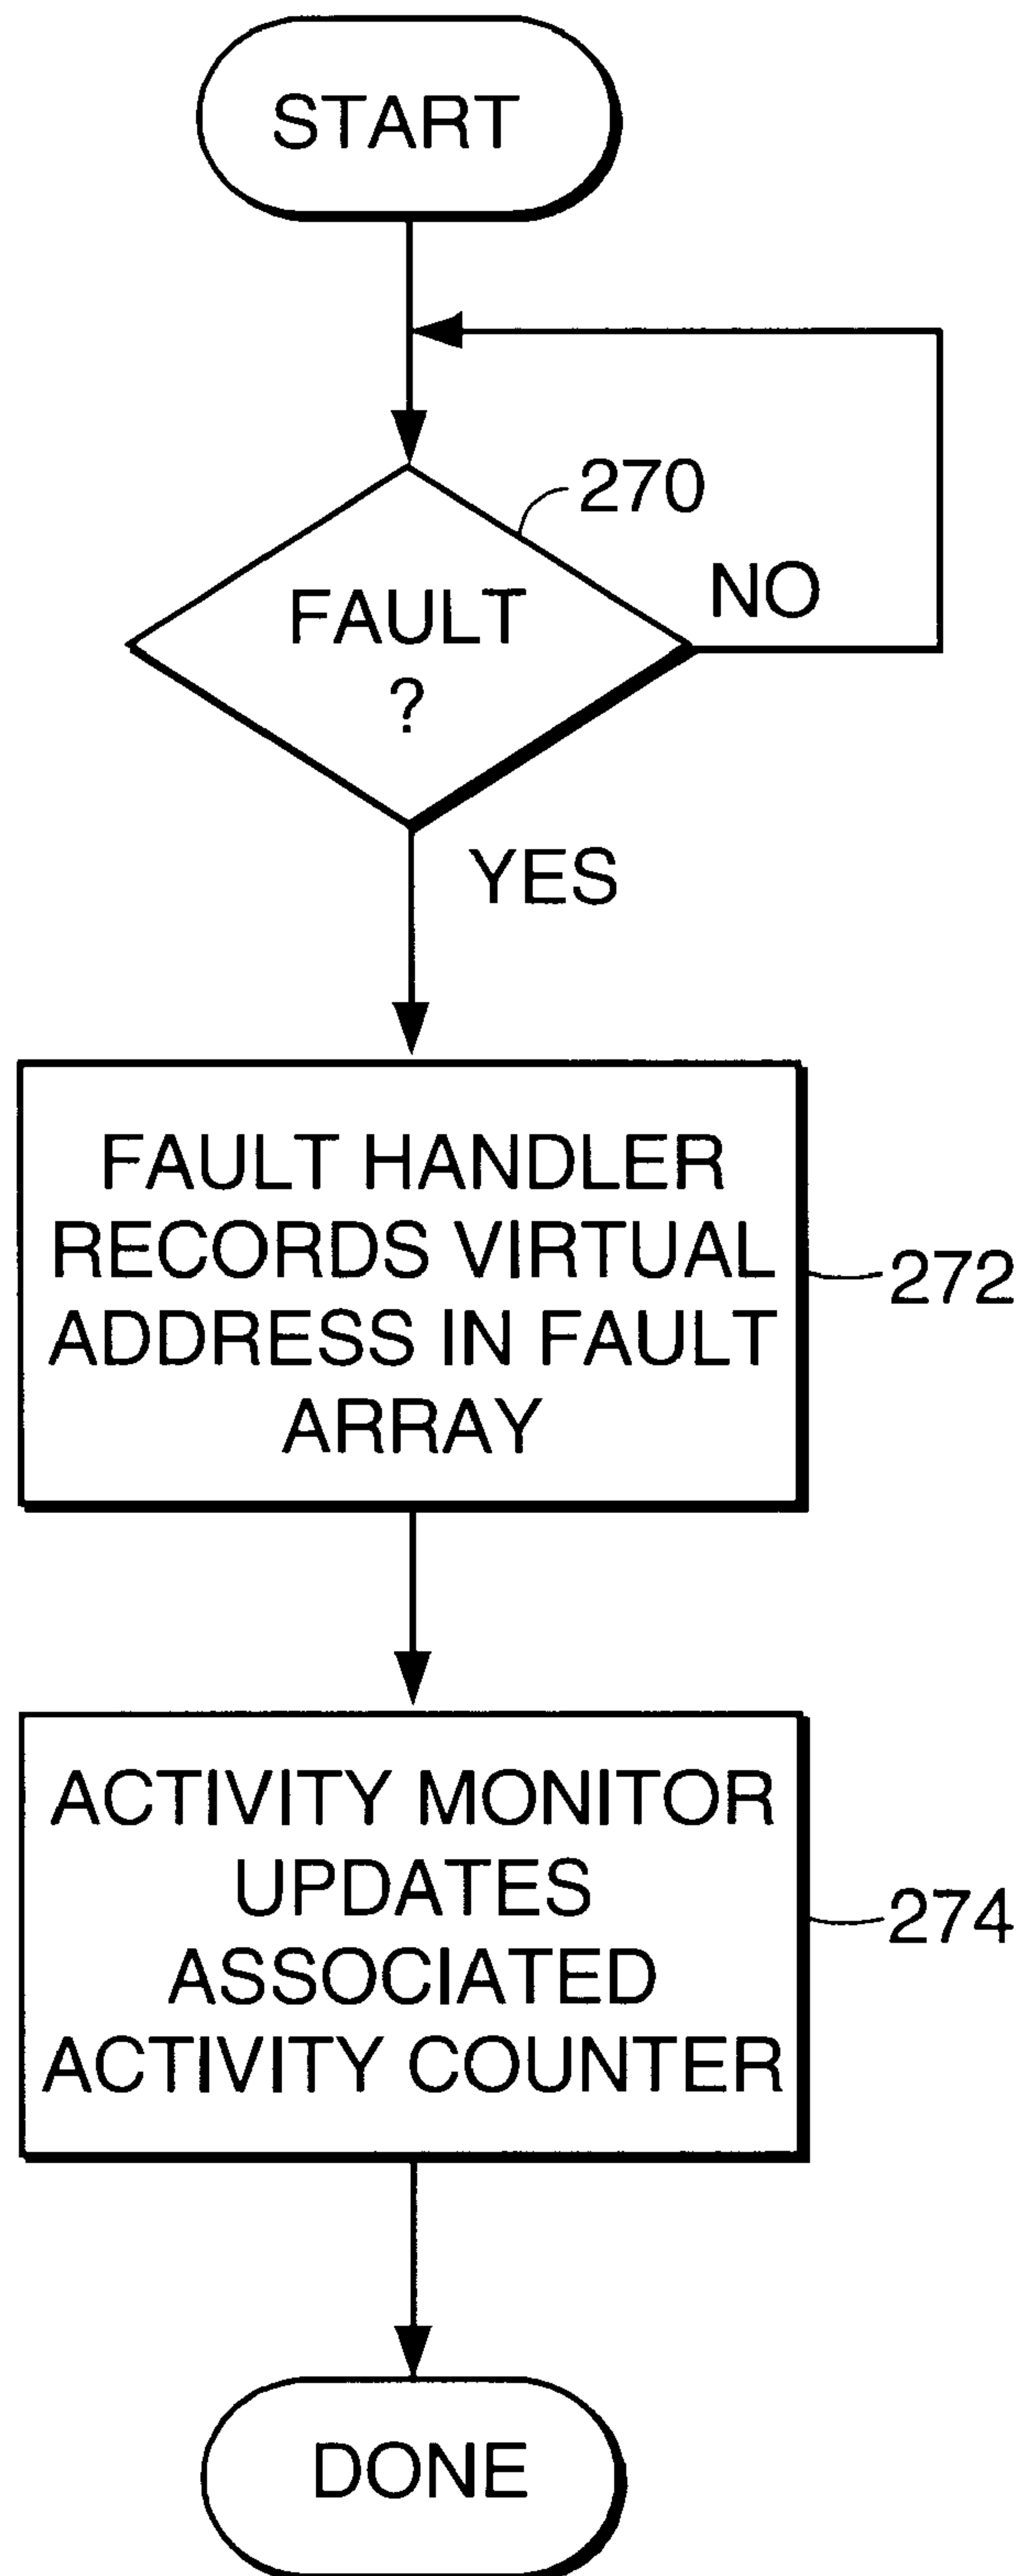 START
270
FAULT
?
NO
YES
FAULT HANDLER
RECORDS VIRTUAL
ADDRESS IN FAULT
ARRAY
272
ACTIVITY MONITOR
UPDATES
ASSOCIATED
ACTIVITY COUNTER
274
DONE